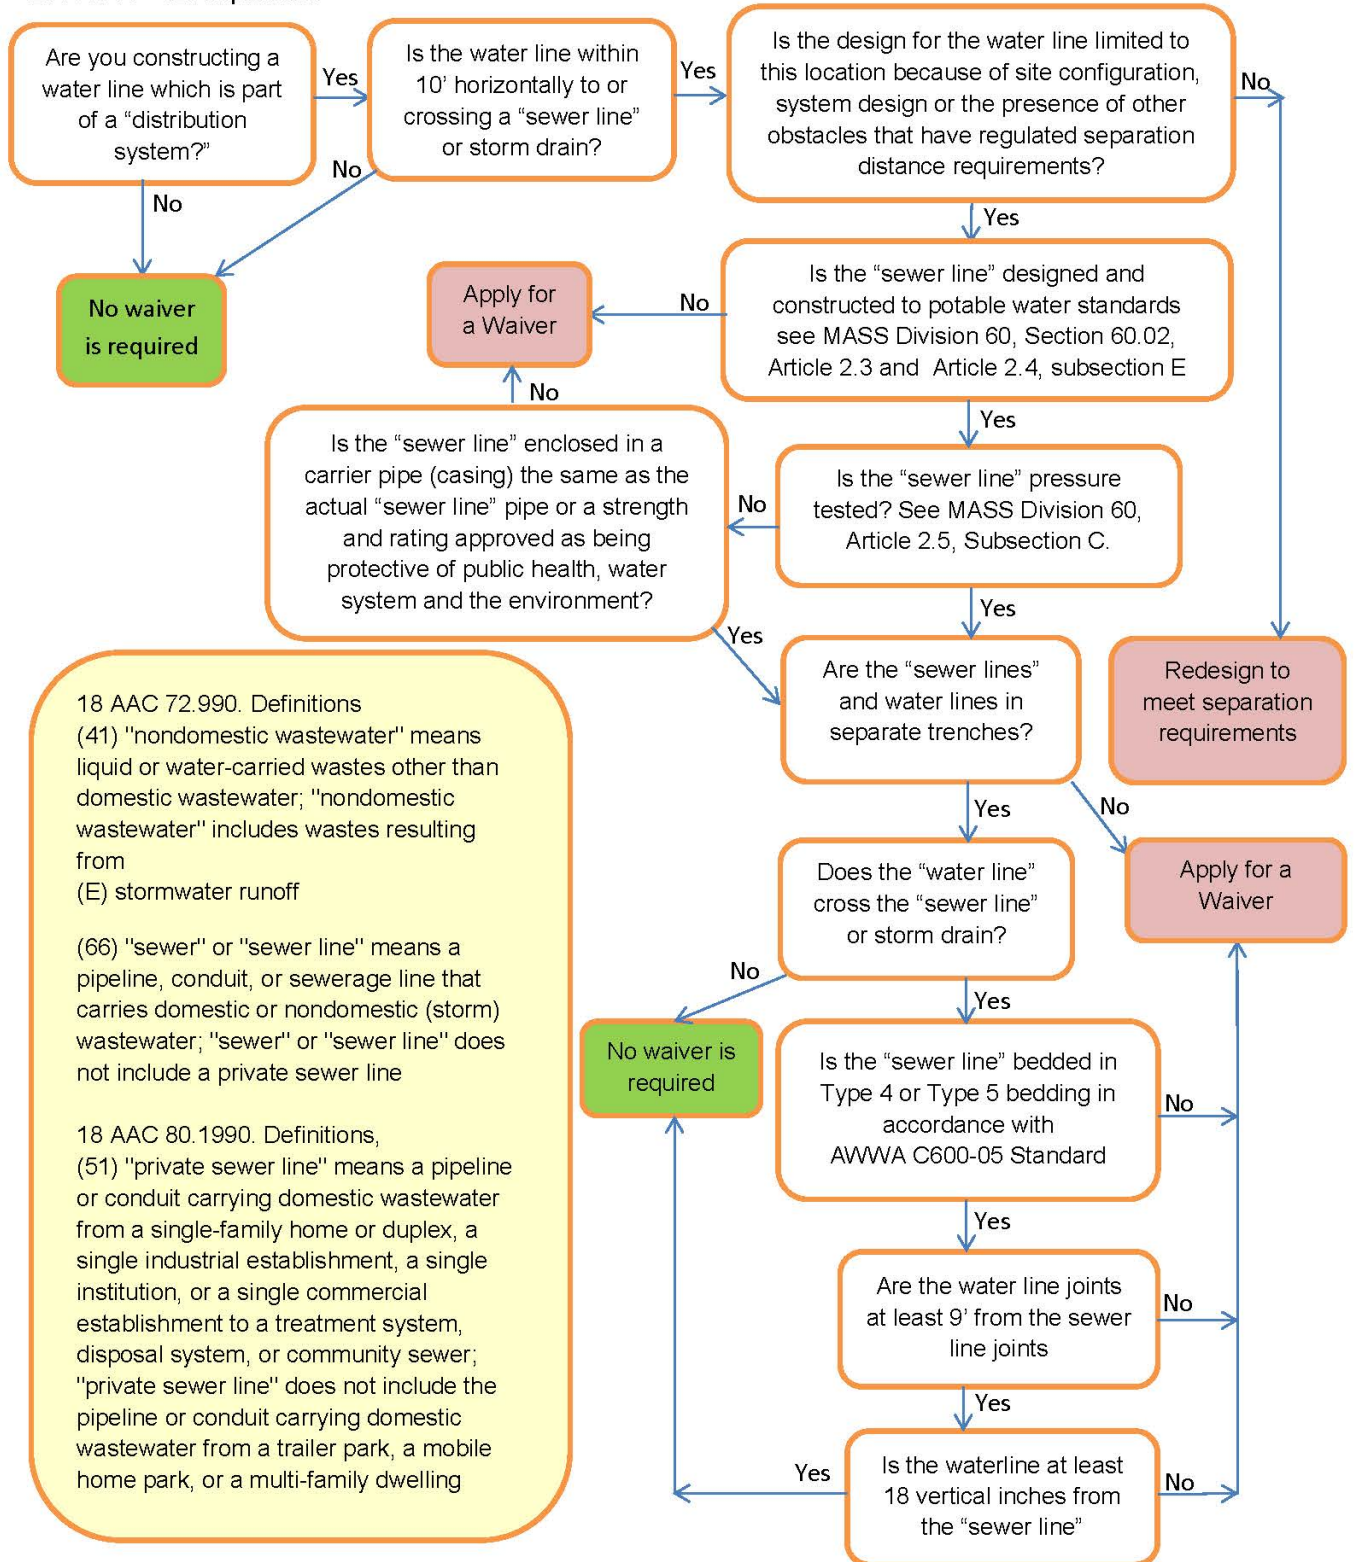 Are you constructing a
water line which is part
of a “distribution
system?”
Yes
No
Is the water line within
10’ horizontally to or
crossing a “sewer line”
or storm drain?
Yes
No
Is the design for the water line limited to
this location because of site configuration,
system design or the presence of other
obstacles that have regulated separation
distance requirements?
No
Yes
No waiver
is required
Apply for
a Waiver
No
Is the “sewer line” designed and
constructed to potable water standards
see MASS Division 60, Section 60.02,
Article 2.3 and Article 2.4, subsection E
Yes
No
Is the “sewer line” enclosed in a
carrier pipe (casing) the same as the
actual “sewer line” pipe or a strength
and rating approved as being
protective of public health, water
system and the environment?
Yes
No
Is the “sewer line” pressure
tested? See MASS Division 60,
Article 2.5, Subsection C.
Yes
Are the “sewer lines”
and water lines in
separate trenches?
Yes
No
Redesign to
meet separation
requirements
Does the “water line”
cross the “sewer line”
or storm drain?
No
Yes
Apply for a
Waiver
No waiver is
required
Is the “sewer line” bedded in
Type 4 or Type 5 bedding in
accordance with
AWWA C600-05 Standard
No
Yes
Are the water line joints
at least 9’ from the sewer
line joints
No
Yes
Is the waterline at least
18 vertical inches from
the “sewer line”
Yes
No
18 AAC 72.990. Definitions
(41) "nondomestic wastewater" means
liquid or water-carried wastes other than
domestic wastewater; "nondomestic
wastewater" includes wastes resulting
from
(E) stormwater runoff
(66) "sewer" or "sewer line" means a
pipeline, conduit, or sewerage line that
carries domestic or nondomestic (storm)
wastewater; "sewer" or "sewer line" does
not include a private sewer line
18 AAC 80.1990. Definitions,
(51) "private sewer line" means a pipeline
or conduit carrying domestic wastewater
from a single-family home or duplex, a
single industrial establishment, a single
institution, or a single commercial
establishment to a treatment system,
disposal system, or community sewer;
"private sewer line" does not include the
pipeline or conduit carrying domestic
wastewater from a trailer park, a mobile
home park, or a multi-family dwelling